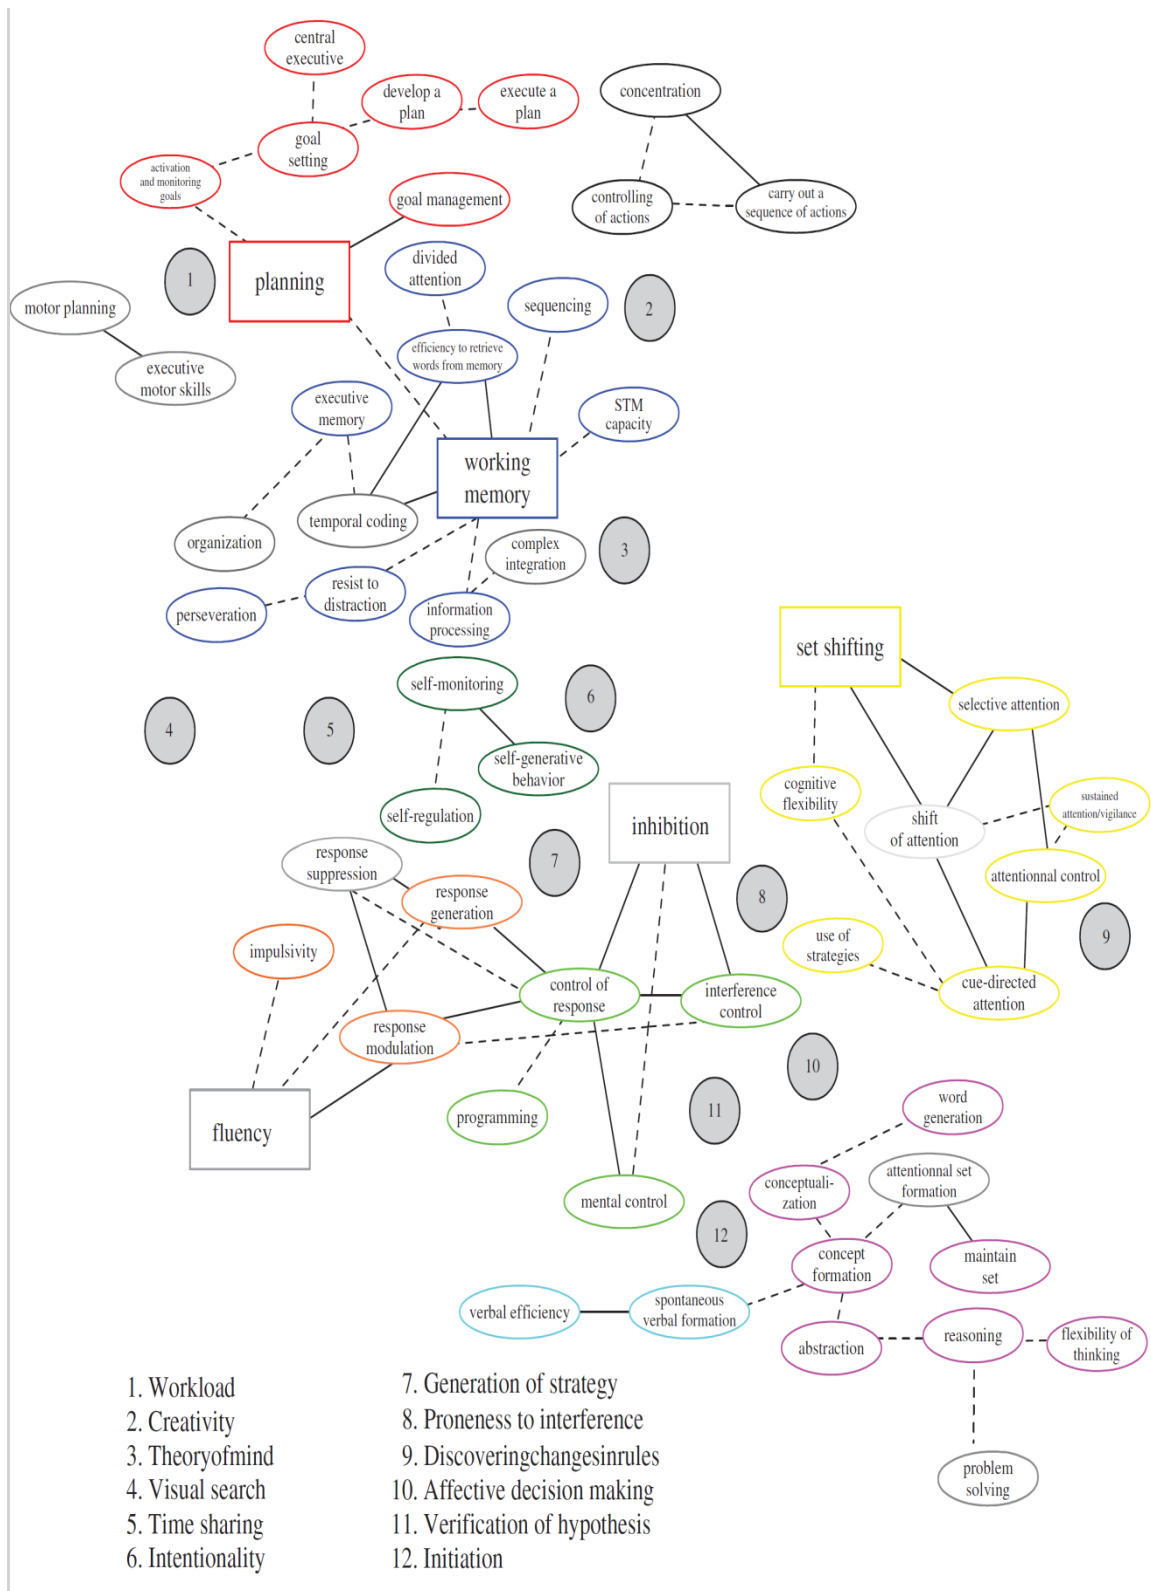 central
executive
develop a
plan
execute a
plan
concentration
goal
setting
activation
and monitoring
goals
goal management
controlling
of actions
carry out a
sequence of actions
planning
1
divided
attention
sequencing
2
motor planning
efficiency to retrieve
words from memory
executive
motor skills
executive
memory
STM
capacity
working
memory
temporal coding
organization
complex
integration
3
resist to
distraction
perseveration
information
processing
set shifting
self-monitoring
6
selective attention
4
5
self-generative
behavior
cognitive
flexibility
sustained
attention/vigilance
self-regulation
inhibition
shift
of attention
response
suppression
7
attentionnal control
response
generation
8
9
impulsivity
use of
strategies
control of
response
interference
control
cue-directed
attention
response
modulation
10
programming
11
word
generation
fluency
conceptuali-
zation
attentionnal set
formation
mental control
12
concept
formation
maintain
set
verbal efficiency
spontaneous
verbal formation
abstraction
reasoning
flexibility of
thinking
problem
solving
1. Workload
2. Creativity
3. Theoryofmind
4. Visual search
5. Time sharing
6. Intentionality
7. Generation of strategy
8. Proneness to interference
9. Discoveringchangesinrules
10. Affective decision making
11. Verification of hypothesis
12. Initiation